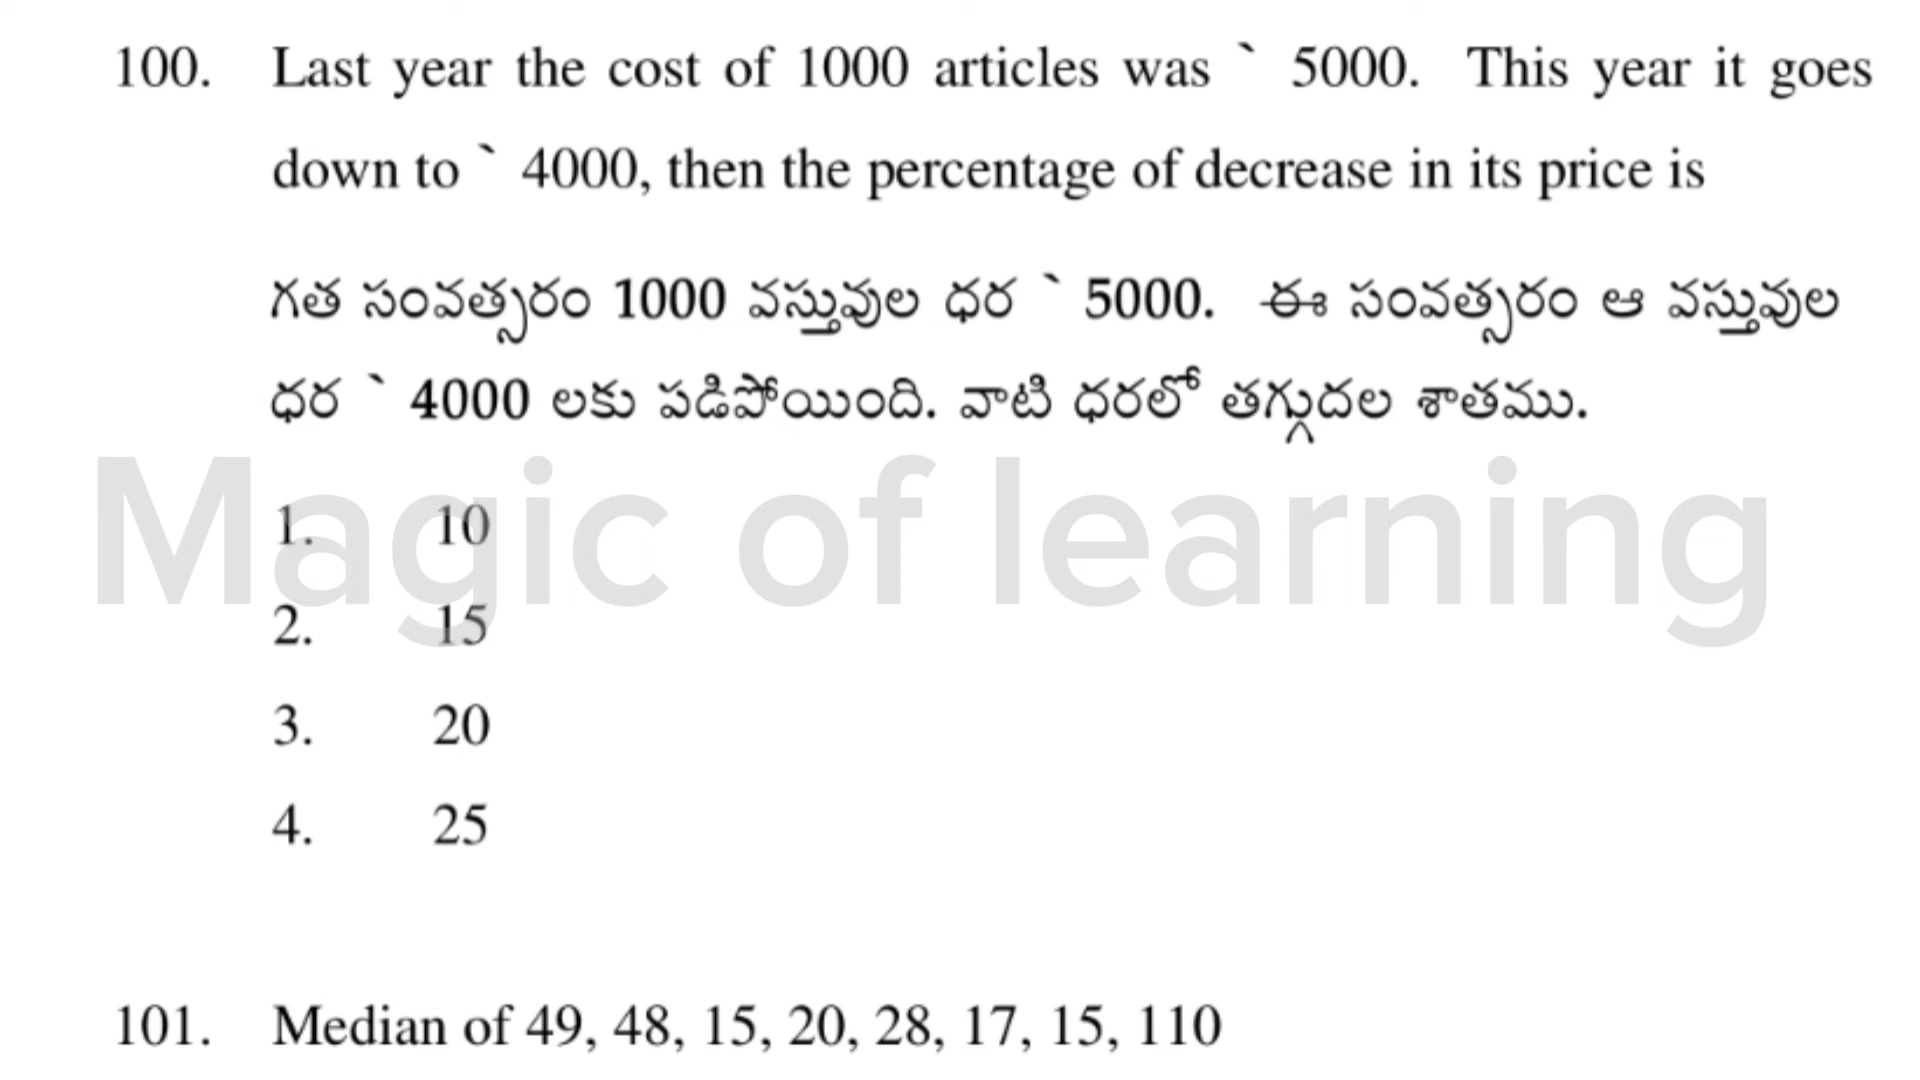 100. Last year the cost of 1000 articles was ` 5000. This year it goes
down to ` 4000, then the percentage of decrease in its price is
గత సంవత్సరం 1000 వస్తువుల ధర ` 5000. ఈ సంవత్సరం ఆ వస్తువుల
ధర ` 4000 లకు పడిపోయింది. వాటి ధరలో తగ్గుదల శాతము.
Magic of learning
1. 10
2. 15
3. 20
4. 25
101. Median of 49, 48, 15, 20, 28, 17, 15, 110